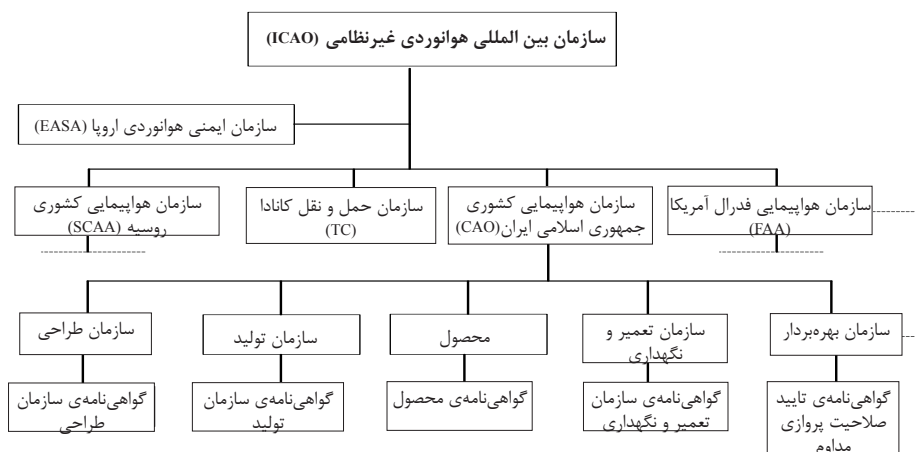 سازمان بین المللی هوانوردی غیرنظامی (ICAO)
سازمان ایمنی هوانوردی اروپا (EASA)
سازمان هواپیمایی فدرال آمریکا
(FAA)
سازمان هواپیمایی کشوری
جمهوری اسلامی ایران(CAO)
سازمان حمل و نقل کانادا
(TC)
سازمان هواپیمایی کشوری
روسیه (SCAA)
سازمان بهره‌بردار
سازمان تعمیر و
نگهداری
محصول
سازمان تولید
سازمان طراحی
گواهی‌نامه‌ی تایید
صلاحیت پروازی
مداوم
گواهی‌نامه‌ی سازمان
تعمیر و نگهداری
گواهی‌نامه‌ی محصول
گواهی‌نامه‌ی سازمان
تولید
گواهی‌نامه‌ی سازمان
طراحی